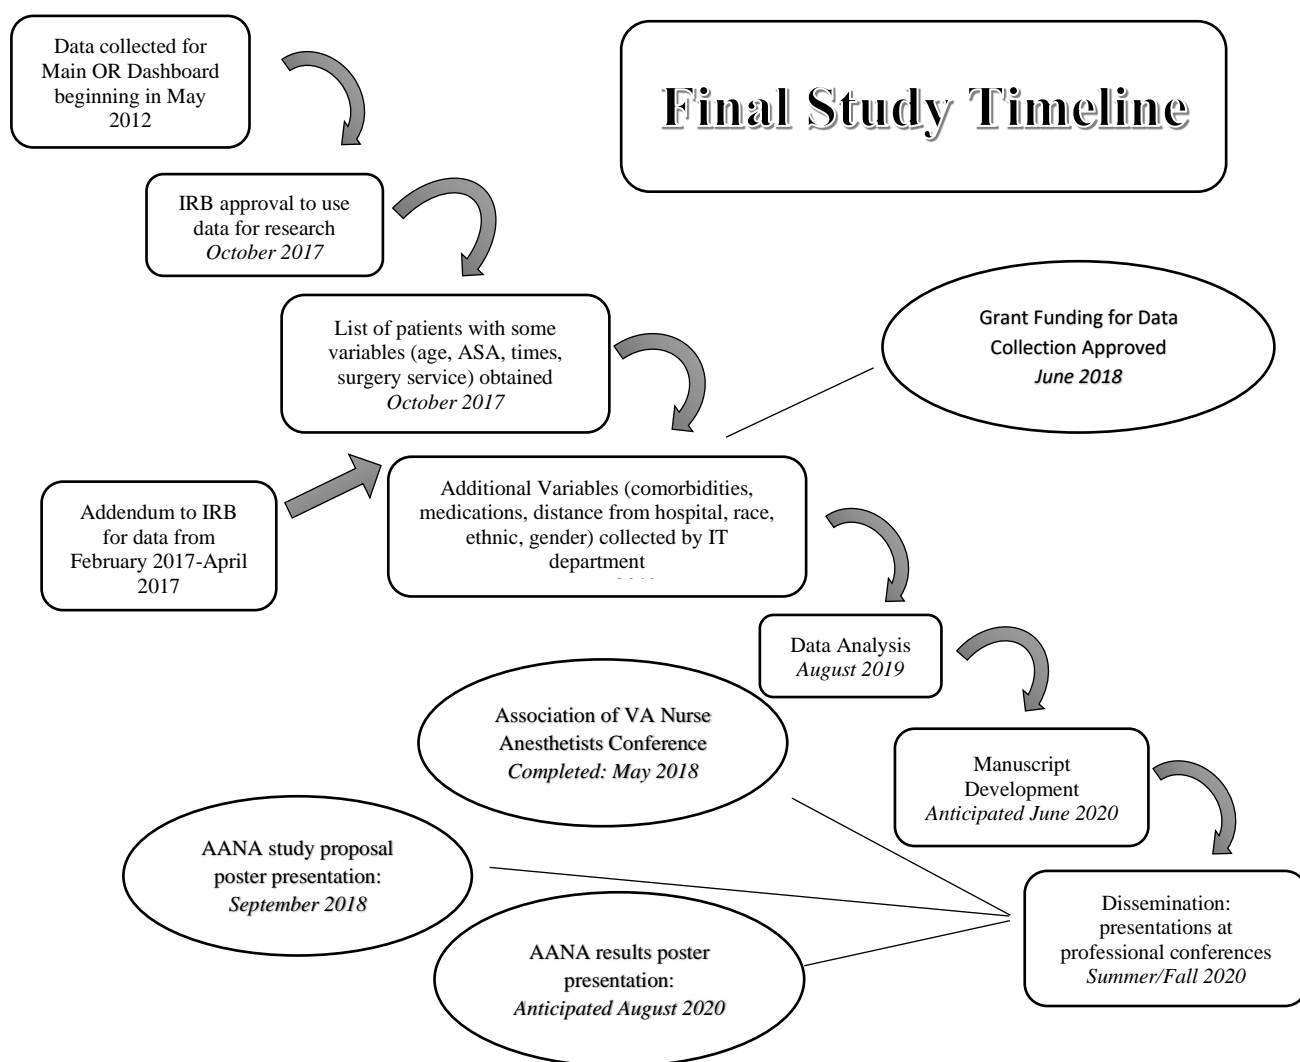 Data collected for
Main OR Dashboard
beginning in May
2012
Final Study Timeline
IRB approval to use
data for research
October 2017
List of patients with some
variables (age, ASA, times,
surgery service) obtained
October 2017
Grant Funding for Data
Collection Approved
June 2018
Addendum to IRB
for data from
February 2017-April
2017
Additional Variables (comorbidities,
medications, distance from hospital, race,
ethnic, gender) collected by IT
department
Data Analysis
August 2019
Association of VA Nurse
Anesthetists Conference
Completed: May 2018
Manuscript
Development
Anticipated June 2020
AANA study proposal
poster presentation:
September 2018
Dissemination:
presentations at
professional conferences
Summer/Fall 2020
AANA results poster
presentation:
Anticipated August 2020